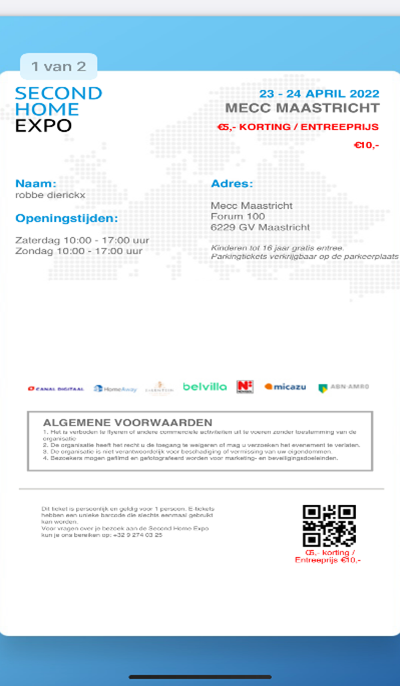 1 van 2
SECOND
HOME
EXPO
23 - 24 APRIL 2022
MECC MAASTRICHT
€5,- KORTING / ENTREEPRIJS
€10,-
Naam:
robbe dierickx
Openingstijden:
Zaterdag 10:00 - 17:00 uur
Zondag 10:00 - 17:00 uur
Adres:
Mecc Maastricht
Forum 100
6229 GV Maastricht
Kinderen tot 16 jaar gratis entree.
Parkingtickets verkrijgbaar op de parkeerplaats
CANAL DIGITAAL HomeAway belvilla micazu ABN·AMRO
ALGEMENE VOORWAARDEN
1. Het is verboden te flyeren of andere commerciele activiteiten uit te voeren zonder toestemming van de
organisatie
2. De organisatie heeft het recht u de toegang te weigeren of mag u verzoeken het evenement te verlaten.
3. De organisatie is niet verantwoordelijk voor beschadiging of vermissing van uw eigendommen.
4. Bezoekers mogen gefilmd en gefotografeerd worden voor marketing- en beveiligingsdoeleinden.
Dit ticket is persoonlijk en geldig voor 1 persoon. E tickets
hebben een unieke barcode die slechts eenmaal gebruikt
kan worden.
Voor vragen over je bezoek aan de Second Home Expo
kun je ons bereiken op: +32 9 274 03 25
€5,- korting /
Entreeprijs €10,-